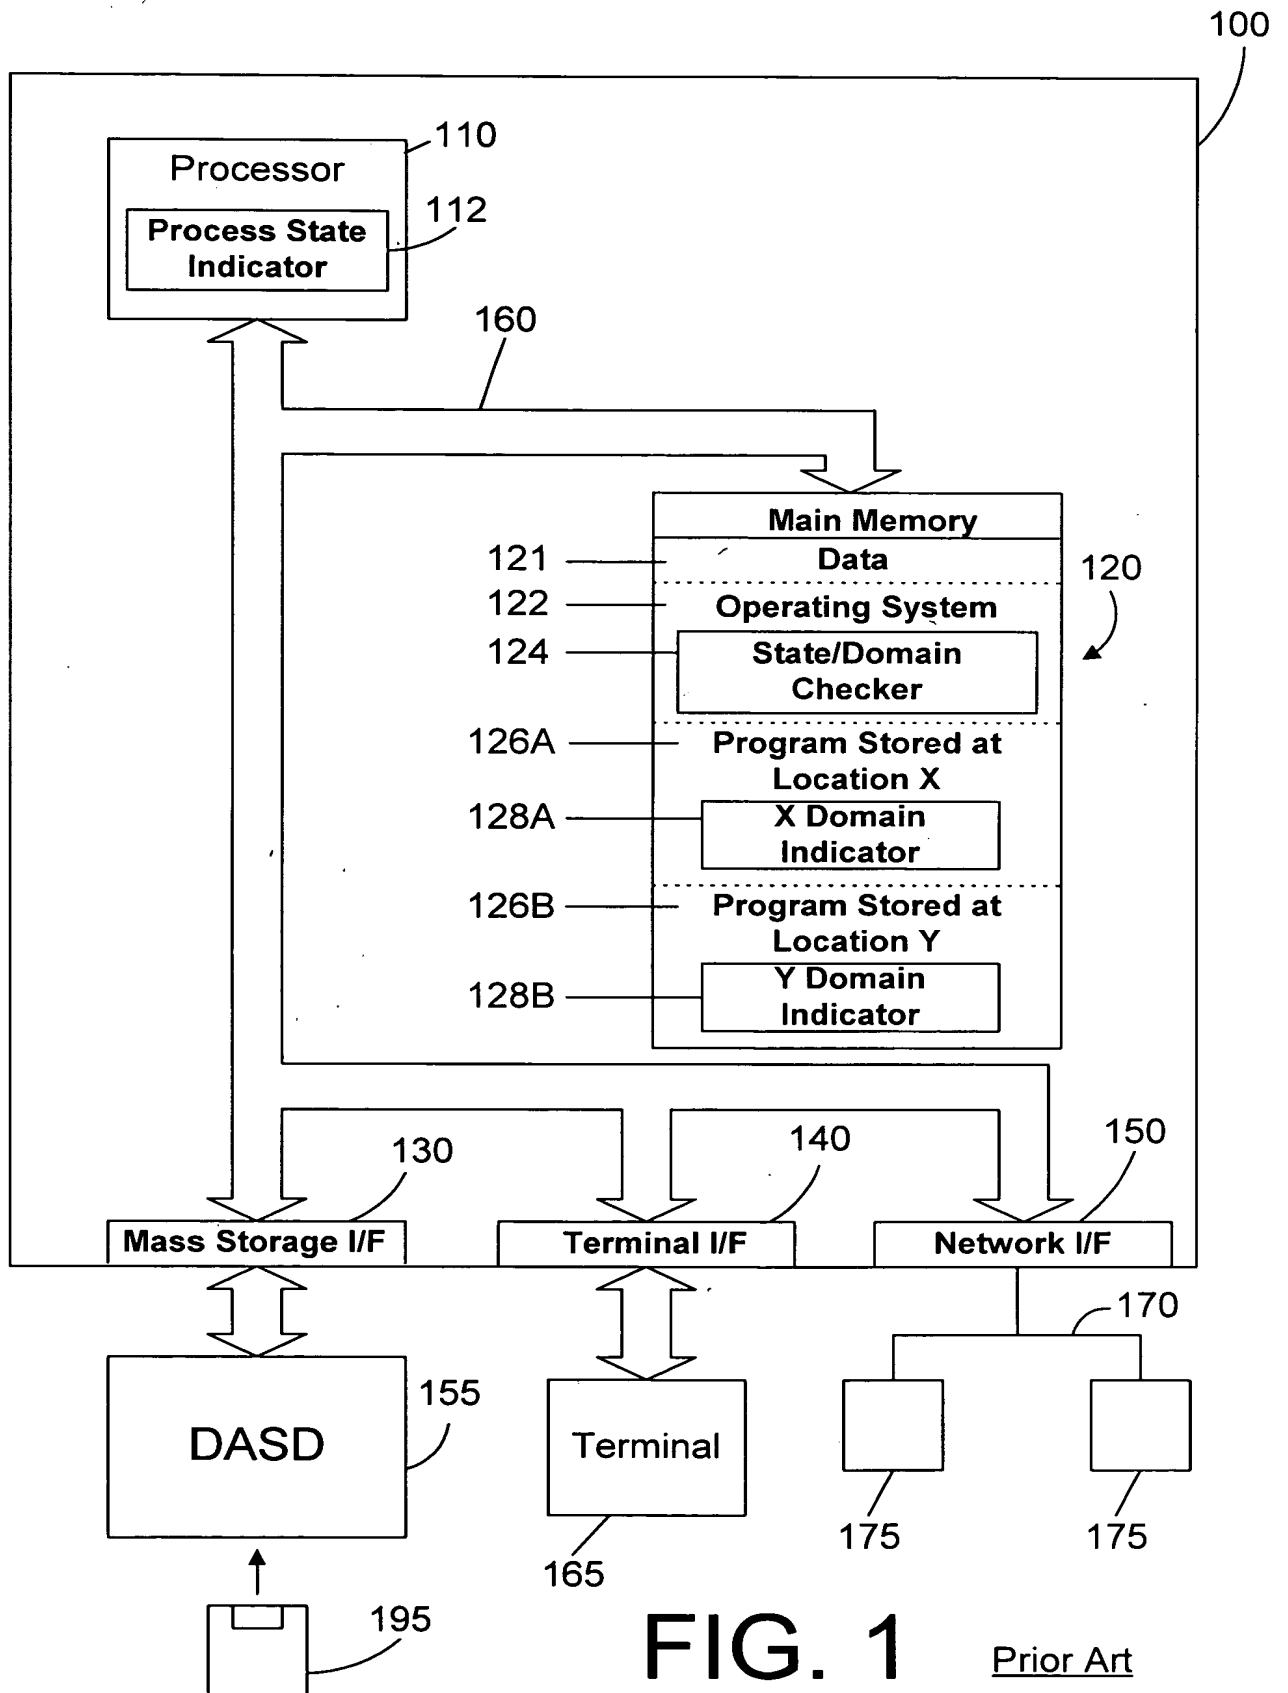 100
110
Processor
112
Process State
Indicator
160
Main Memory
121
Data
120
122
Operating System
124
State/Domain
Checker
126A
Program Stored at
Location X
128A
X Domain
Indicator
126B
Program Stored at
Location Y
128B
Y Domain
Indicator
130
140
150
Mass Storage I/F
Terminal I/F
Network I/F
170
155
DASD
Terminal
175
175
165
195
FIG. 1
Prior Art